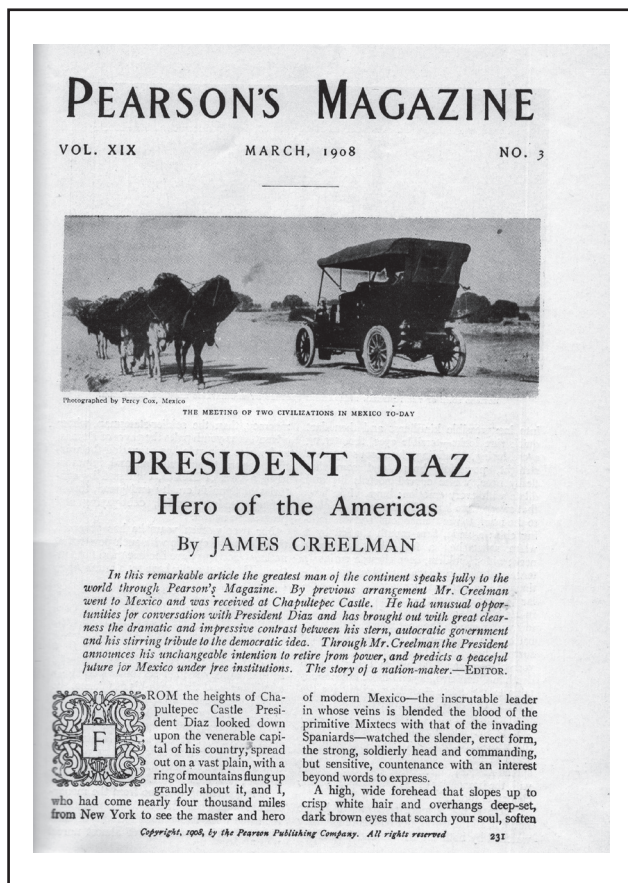 PEARSON'S MAGAZINE
VOL. XIX MARCH, 1908 NO. 3
Photographed by Percy Cox, Mexico
THE MEETING OF TWO CIVILIZATIONS IN MEXICO TO-DAY
PRESIDENT DIAZ
Hero of the Americas
By JAMES CREELMAN
In this remarkable article the greatest man of the continent speaks fully to the
world through Pearson's Magazine. By previous arrangement Mr. Creelman
went to Mexico and was received at Chapultepec Castle. He had unusual oppor-
tunities for conversation with President Diaz and has brought out with great clear-
ness the dramatic and impressive contrast between his stern, autocratic government
and his stirring tribute to the democratic idea. Through Mr. Creelman the President
announces his unchangeable intention to retire from power, and predicts a peaceful
future for Mexico under free institutions. The story of a nation-maker.—EDITOR.
FROM the heights of Cha-
pultepec Castle Presi-
dent Diaz looked down
upon the venerable capi-
tal of his country, spread
out on a vast plain, with a
ring of mountains flung up
grandly about it, and I,
who had come nearly four thousand miles
from New York to see the master and hero
of modern Mexico—the inscrutable leader
in whose veins is blended the blood of the
primitive Mixtecs with that of the invading
Spaniards—watched the slender, erect form,
the strong, soldierly head and commanding,
but sensitive, countenance with an interest
beyond words to express.
A high, wide forehead that slopes up to
crisp white hair and overhangs deep-set,
dark brown eyes that search your soul, soften
Copyright, 1908, by the Pearson Publishing Company. All rights reserved 231